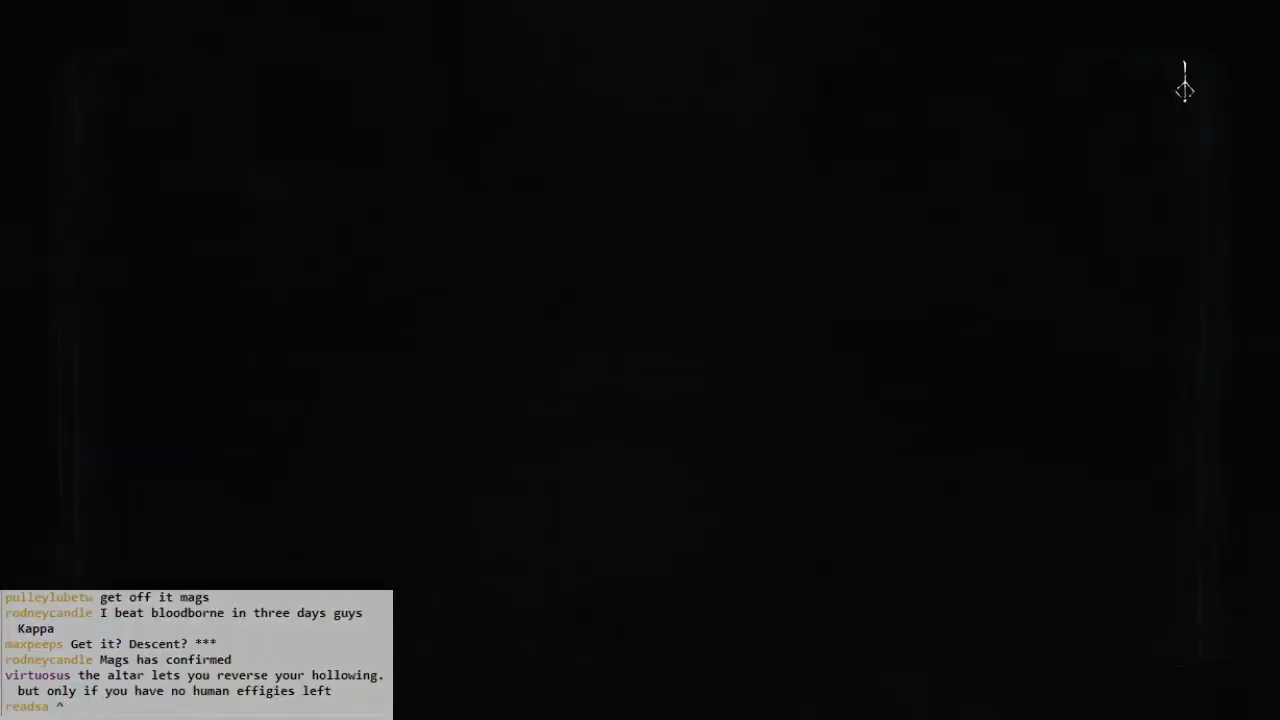 pulleylubetw get off it mags
rodneycandle I beat bloodborne in three days guys
Kappa
maxpeeps Get it? Descent? ***
rodneycandle Mags has confirmed
virtuosus the altar lets you reverse your hollowing.
but only if you have no human effigies left
readsa ^